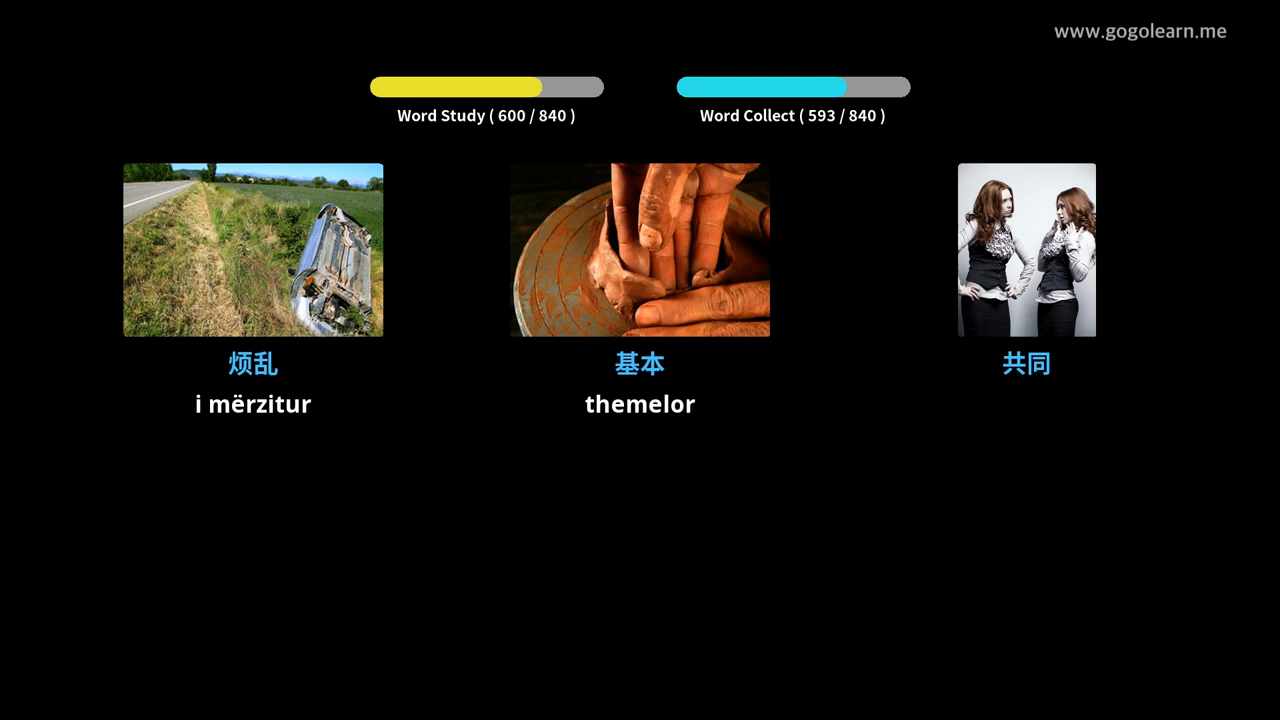 www.gogolearn.me
Word Study ( 600 / 840 )
Word Collect ( 593 / 840 )
烦乱
基本
共同
i mërzitur
themelor